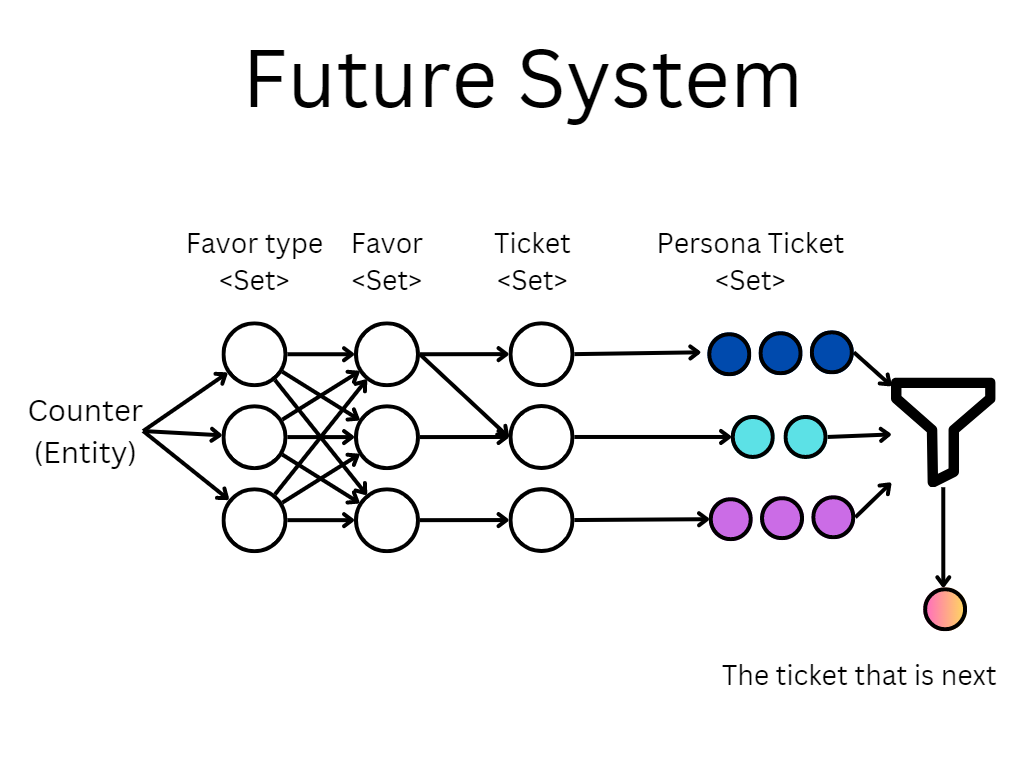 Future System
Favor type
<Set>
Favor
<Set>
Ticket
<Set>
Persona Ticket
<Set>
Counter
(Entity)
The ticket that is next